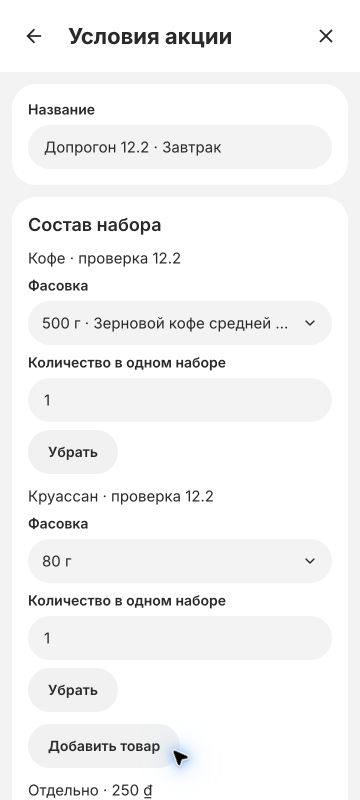 Условия акции
Название
Допрогон 12.2 · Завтрак
Состав набора
Кофе · проверка 12.2
Фасовка
500 г · Зерновой кофе средней ...
Количество в одном наборе
1
Убрать
Круассан · проверка 12.2
Фасовка
80 г
Количество в одном наборе
1
Убрать
Добавить товар
Отдельно · 250 ₫